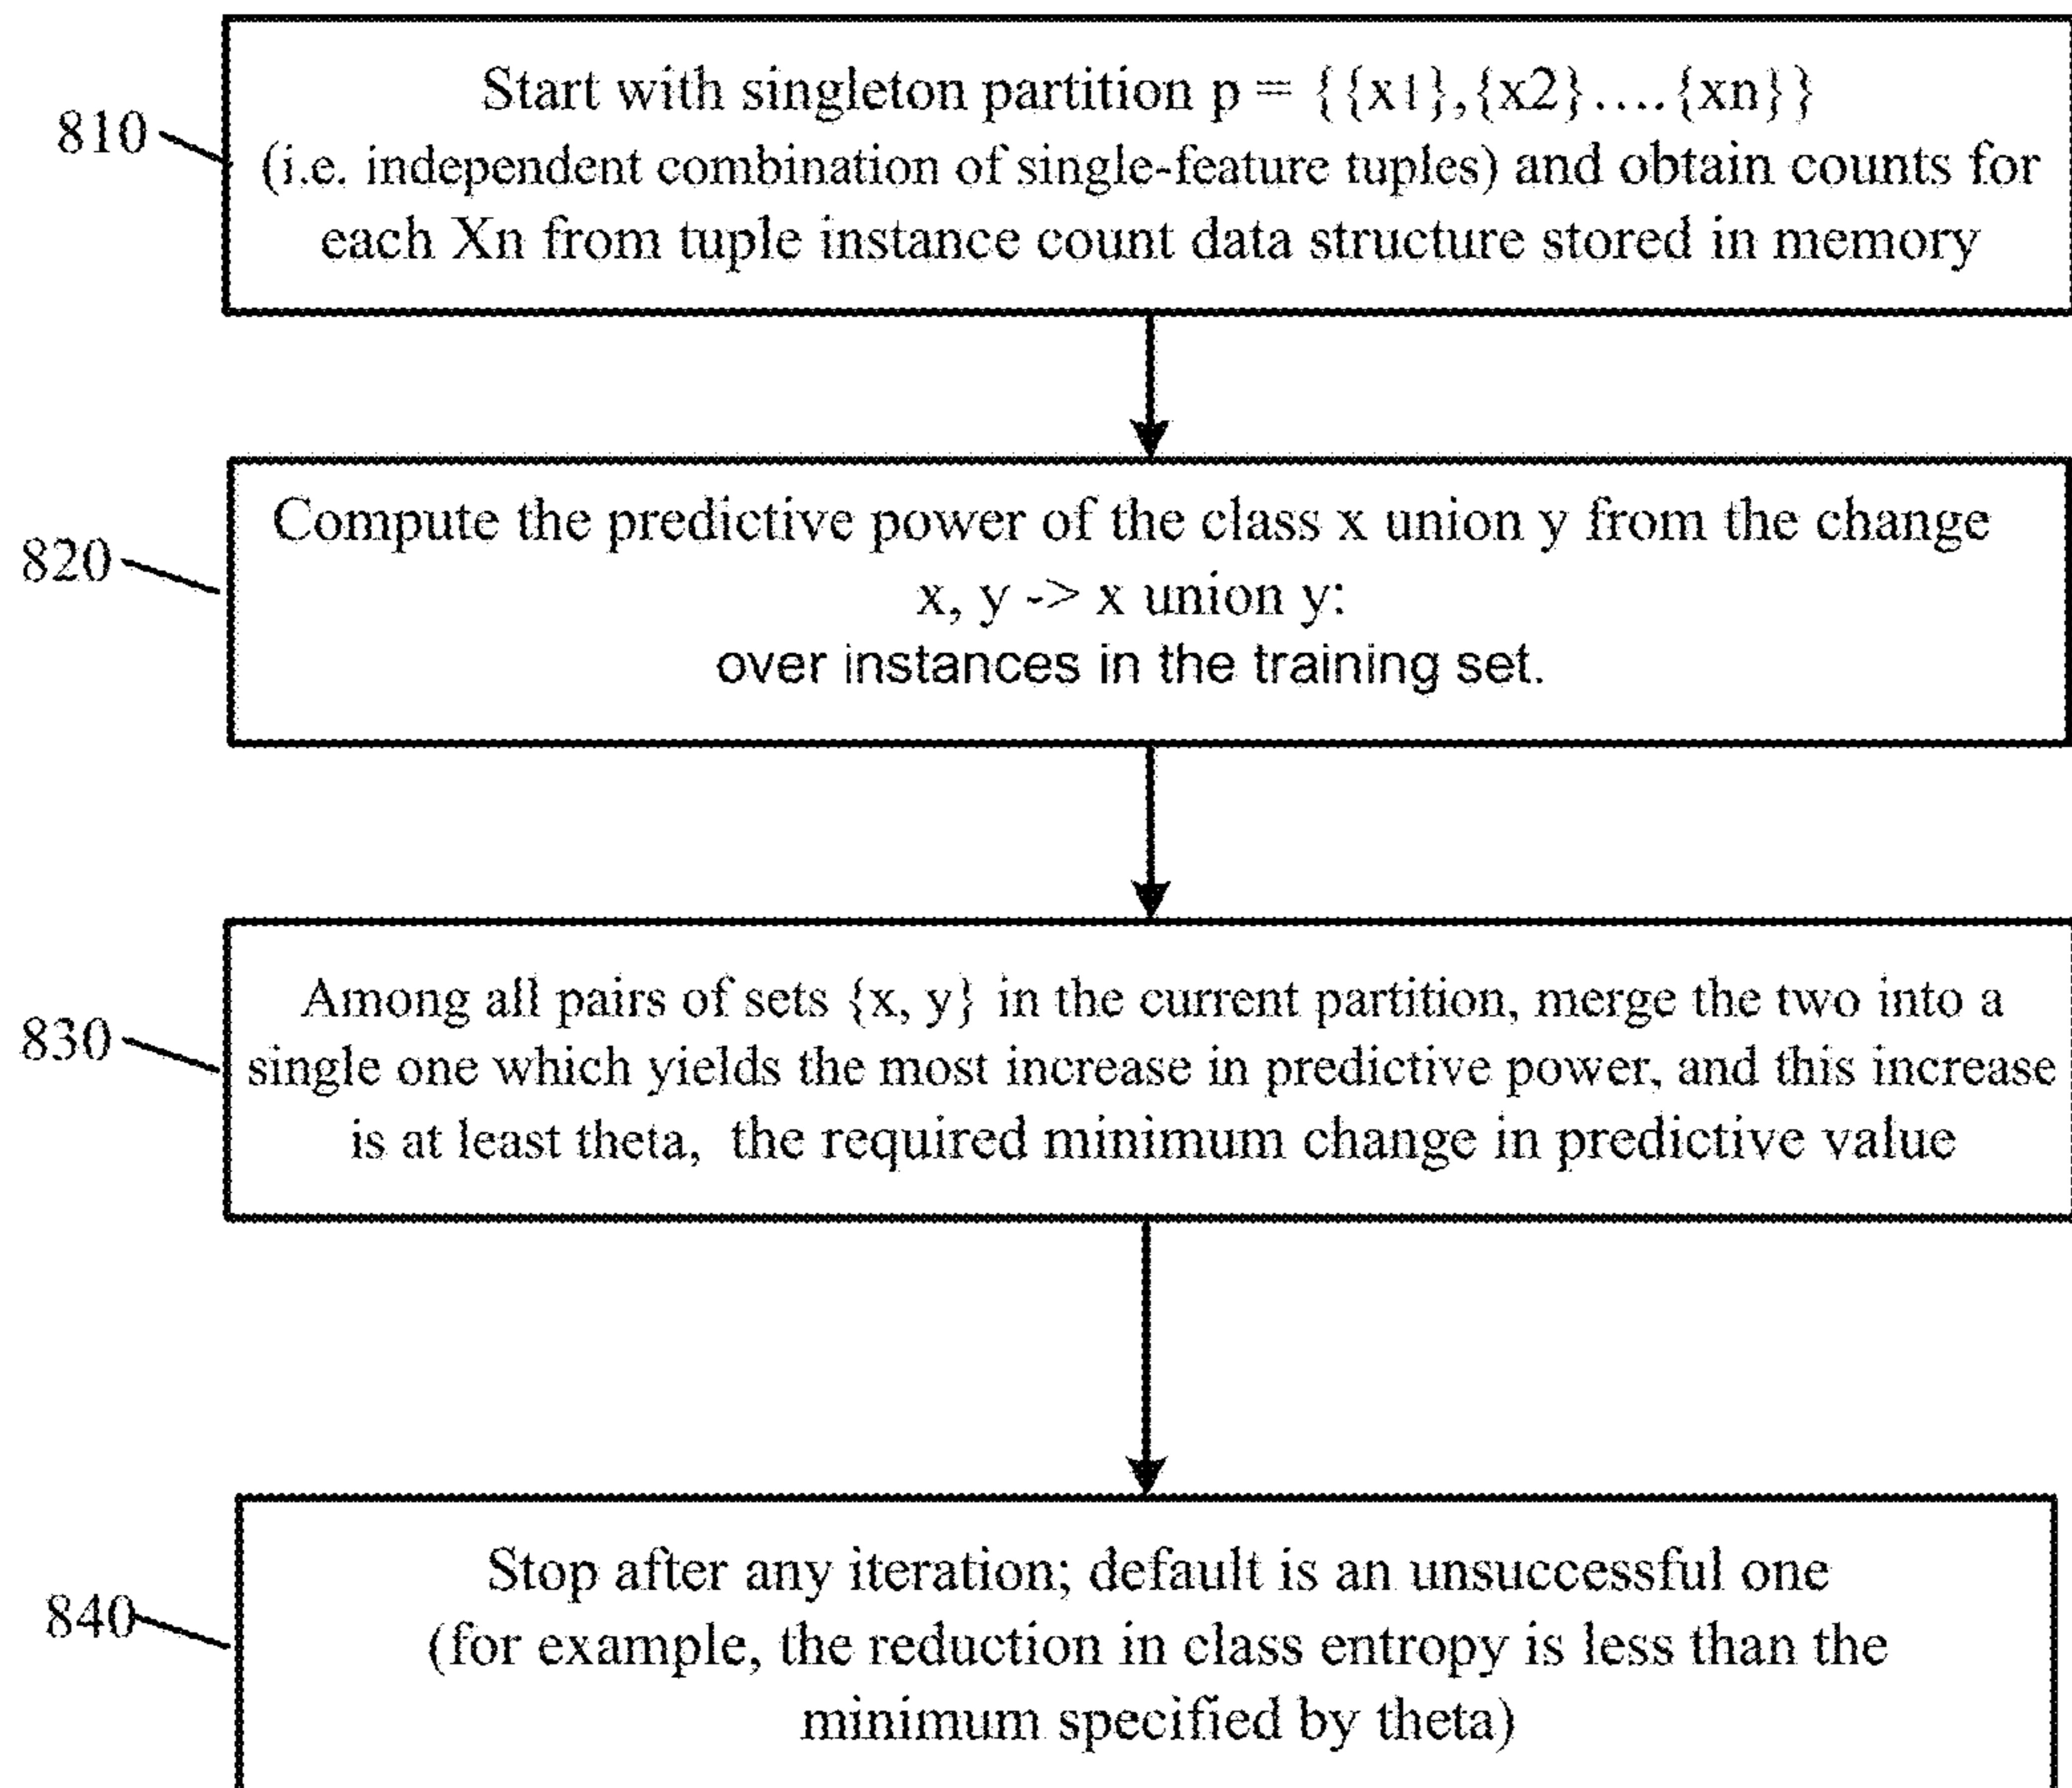 Start with singleton partition p = {{x1},{x2}....{xn}}
810
(i.e. independent combination of single-feature tuples) and obtain counts for
each Xn from tuple instance count data structure stored in memory
Compute the predictive power of the class x union y from the change
820
x, y -> x union y:
over instances in the training set.
Among all pairs of sets {x, y} in the current partition, merge the two into a
830
single one which yields the most increase in predictive power, and this increase
is at least theta, the required minimum change in predictive value
Stop after any iteration; default is an unsuccessful one
840
(for example, the reduction in class entropy is less than the
minimum specified by theta)